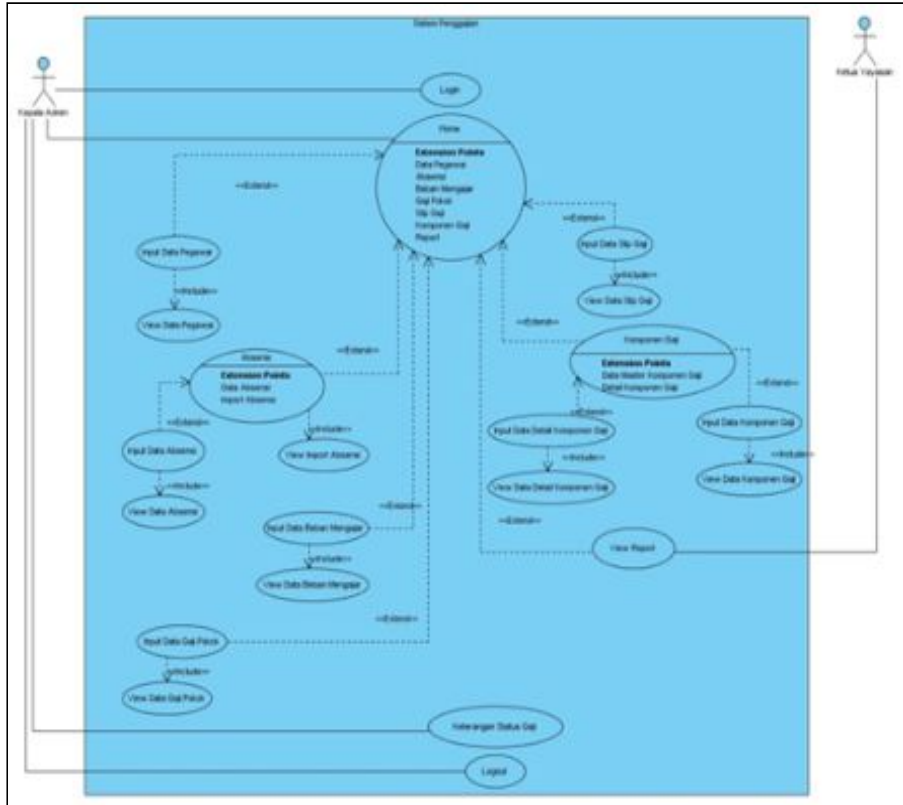 Sistem Penggajian
Kepala Admin
Ketua Yayasan
Login
Home
Extension Points
Data Pegawai
Absensi
Beban Mengajar
Gaji Pokok
Slip Gaji
Komponen Gaji
Report
<<Extend>>
<<Extend>>
Input Data Pegawai
Input Data Slip Gaji
<<Include>>
<<Include>>
View Data Pegawai
View Data Slip Gaji
<<Extend>>
<<Extend>>
Absensi
Extension Points
Data Absensi
Import Absensi
Komponen Gaji
Extension Points
Data Master Komponen Gaji
Detail Komponen Gaji
<<Extend>>
<<Extend>>
<<Extend>>
Input Data Absensi
<<Include>>
View Import Absensi
Input Data Detail Komponen Gaji
Input Data Komponen Gaji
<<Include>>
<<Include>>
<<Include>>
View Data Absensi
View Data Detail Komponen Gaji
View Data Komponen Gaji
<<Extend>>
Input Data Beban Mengajar
<<Extend>>
<<Include>>
View Report
View Data Beban Mengajar
<<Extend>>
Input Data Gaji Pokok
<<Include>>
View Data Gaji Pokok
Keterangan Status Gaji
Logout